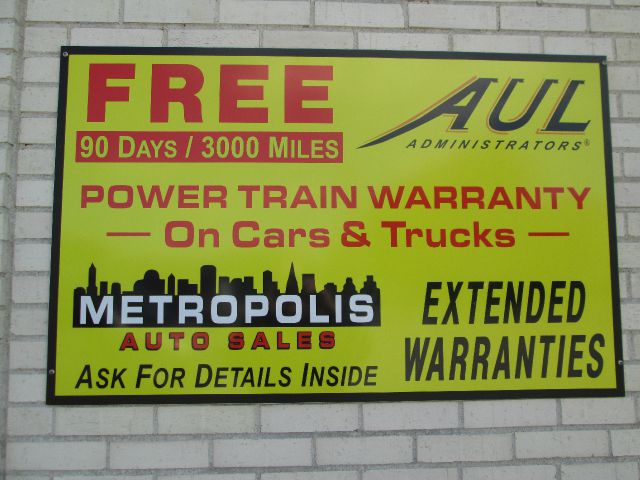 FREE
90 DAYS / 3000 MILES
AUL
ADMINISTRATORS®
POWER TRAIN WARRANTY
— On Cars & Trucks —
METROPOLIS
AUTO SALES
ASK FOR DETAILS INSIDE
EXTENDED
WARRANTIES